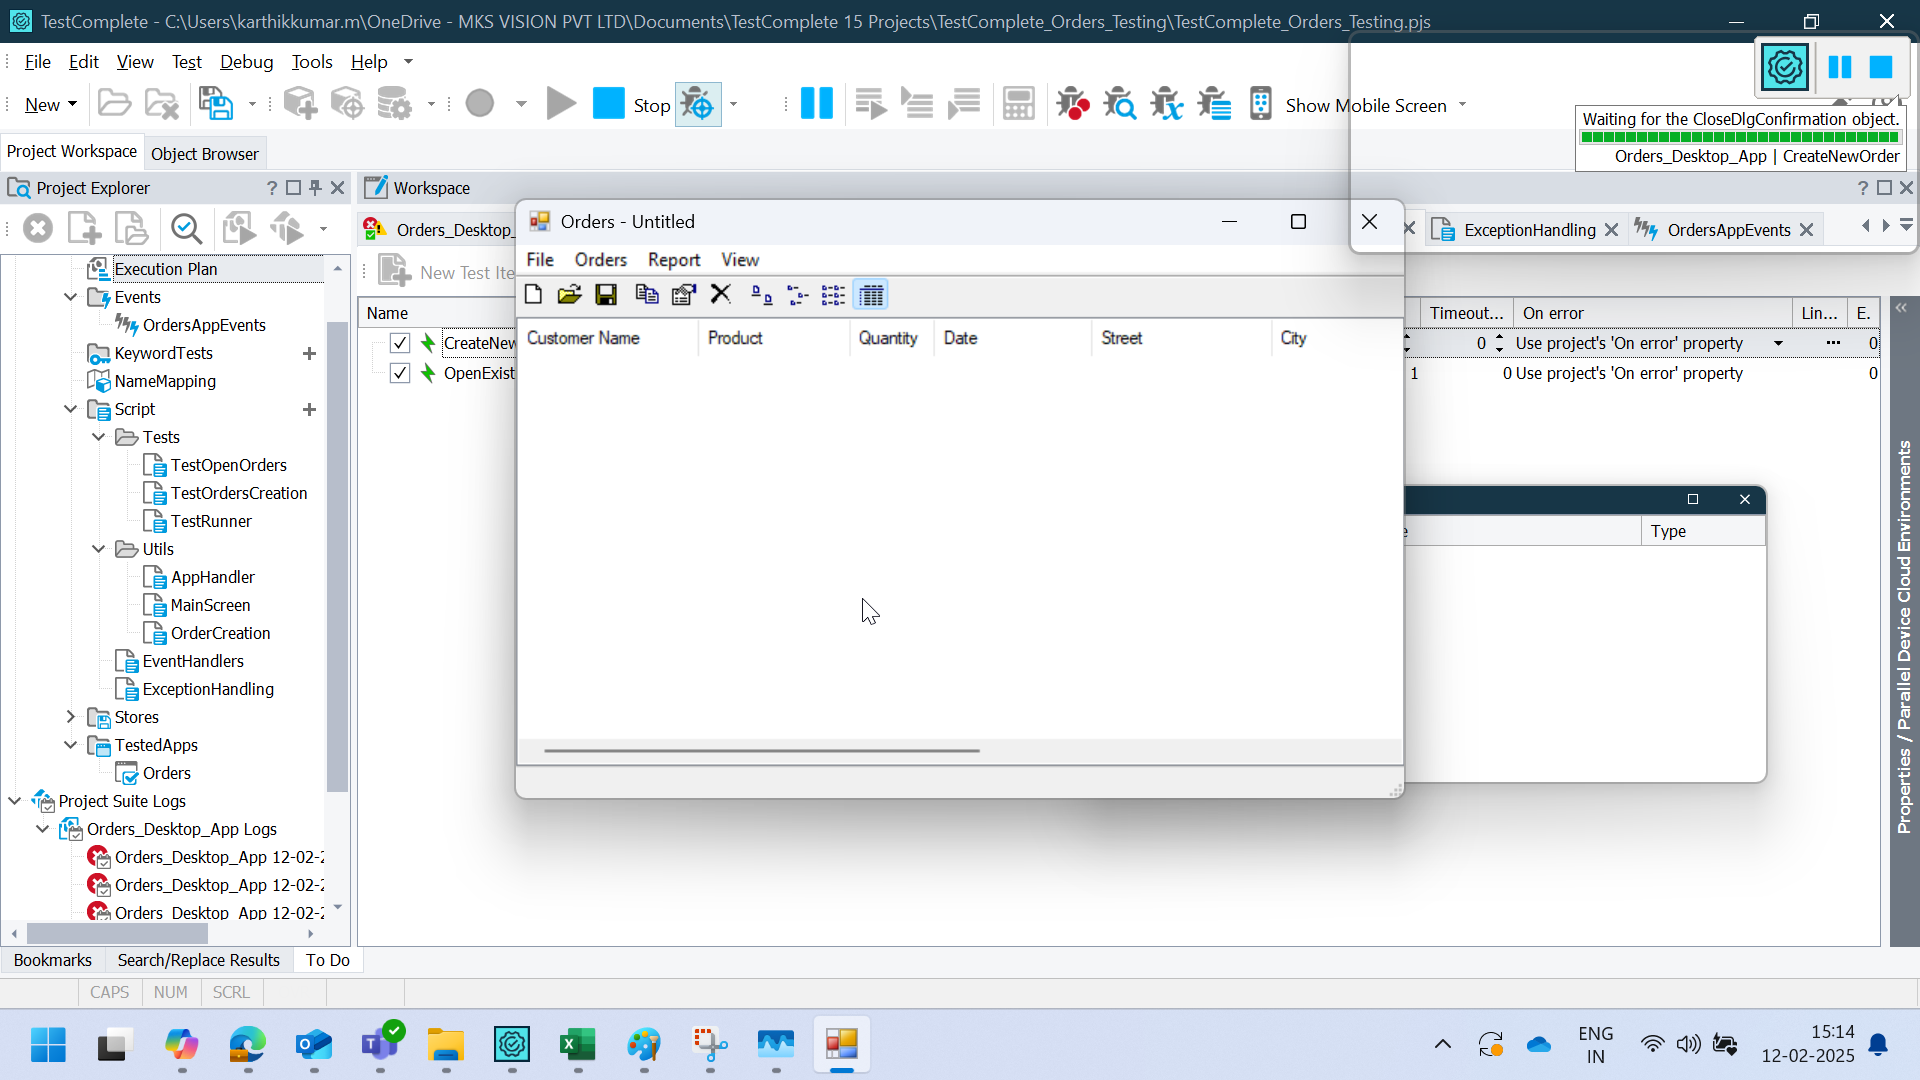 TestComplete - C:\Users\karthikkumar.m\OneDrive - MKS VISION PVT LTD\Documents\TestComplete 15 Projects\TestComplete_Orders_Testing\TestComplete_Orders_Testing.pjs
File Edit View Test Debug Tools Help
New
Stop
Show Mobile Screen
Waiting for the CloseDlgConfirmation object.
Orders_Desktop_App | CreateNewOrder
Project Workspace
Object Browser
Project Explorer
Workspace
Orders_Desktop_
ExceptionHandling
OrdersAppEvents
New Test Ite
Execution Plan
Events
OrdersAppEvents
KeywordTests
NameMapping
Script
Tests
TestOpenOrders
TestOrdersCreation
TestRunner
Utils
AppHandler
MainScreen
OrderCreation
EventHandlers
ExceptionHandling
Stores
TestedApps
Orders
Project Suite Logs
Orders_Desktop_App Logs
Orders_Desktop_App 12-02-2
Orders_Desktop_App 12-02-2
Orders_Desktop_App 12-02-2
Name
Timeout... On error Lin... E.
CreateNew
0 Use project's 'On error' property ... 0
OpenExist
1 0 Use project's 'On error' property 0
Orders - Untitled
File Orders Report View
Customer Name Product Quantity Date Street City
Type
Properties / Parallel Device Cloud Environments
Bookmarks Search/Replace Results To Do
CAPS NUM SCRL
ENG
IN
15:14
12-02-2025